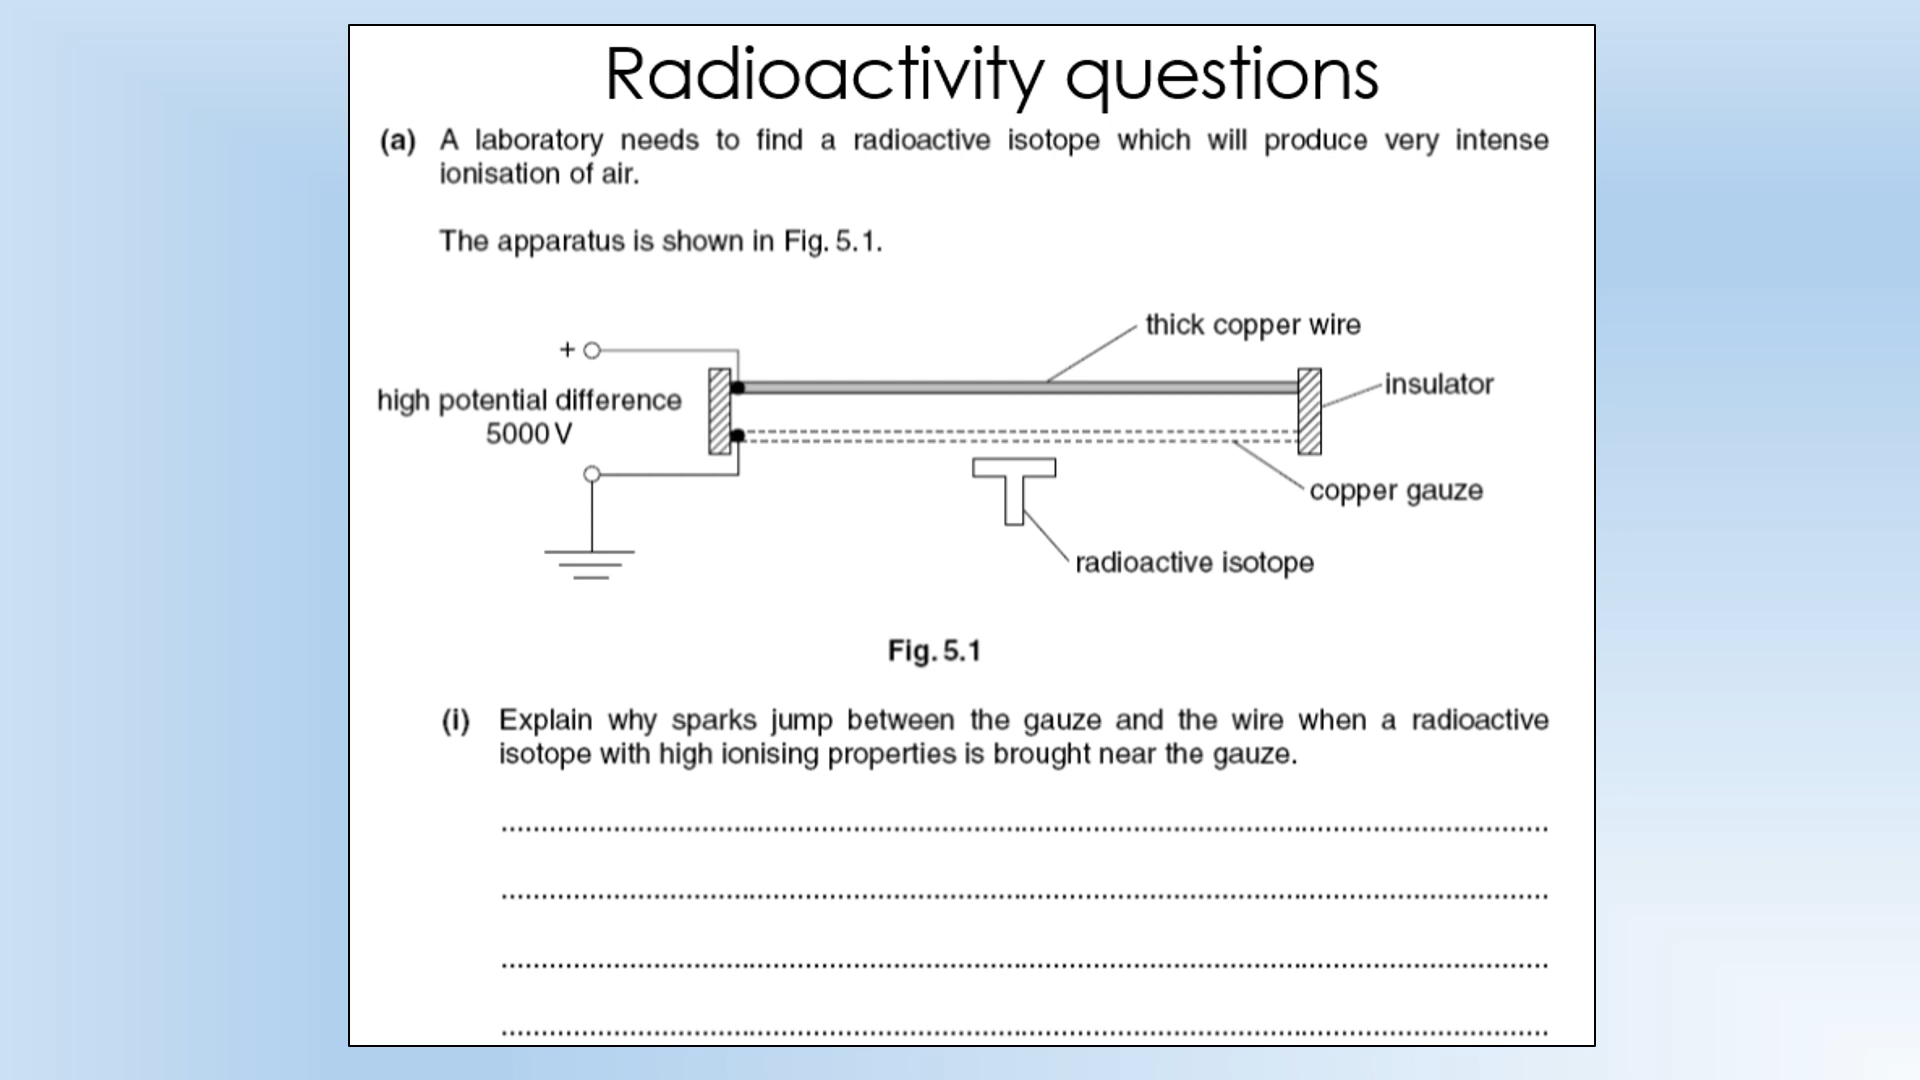 Radioactivity questions
(a) A laboratory needs to find a radioactive isotope which will produce very intense
ionisation of air.
The apparatus is shown in Fig. 5.1.
thick copper wire
+
insulator
high potential difference
5000 V
copper gauze
radioactive isotope
Fig. 5.1
(i) Explain why sparks jump between the gauze and the wire when a radioactive
isotope with high ionising properties is brought near the gauze.